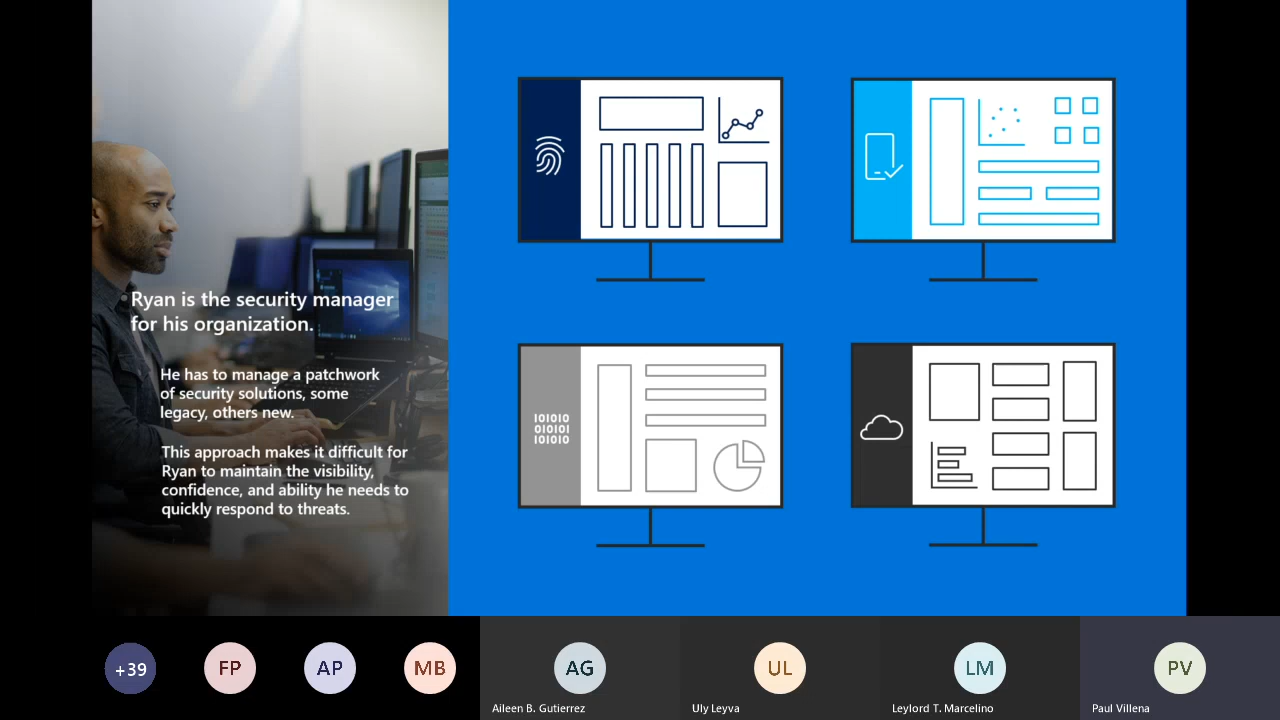 Ryan is the security manager
for his organization.
He has to manage a patchwork
of security solutions, some
legacy, others new.
This approach makes it difficult for
Ryan to maintain the visibility,
confidence, and ability he needs to
quickly respond to threats.
IOIOIO
OIOIOI
IOIOIO
+39
FP
AP
MB
AG
UL
LM
PV
Aileen B. Gutierrez
Uly Leyva
Leylord T. Marcelino
Paul Villena